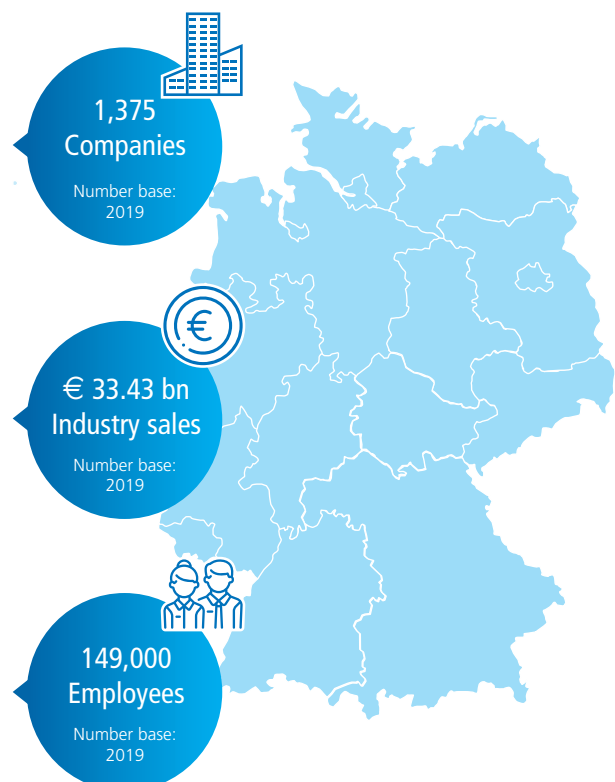 1,375
Companies
Number base:
2019
€
€ 33.43 bn
Industry sales
Number base:
2019
149,000
Employees
Number base:
2019